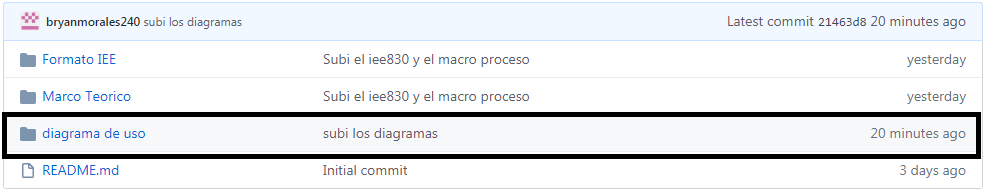 bryanmorales240 subi los diagramas Latest commit 21463d8 20 minutes ago
Formato IEE Subi el iee830 y el macro proceso yesterday
Marco Teorico Subi el iee830 y el macro proceso yesterday
diagrama de uso subi los diagramas 20 minutes ago
README.md Initial commit 3 days ago